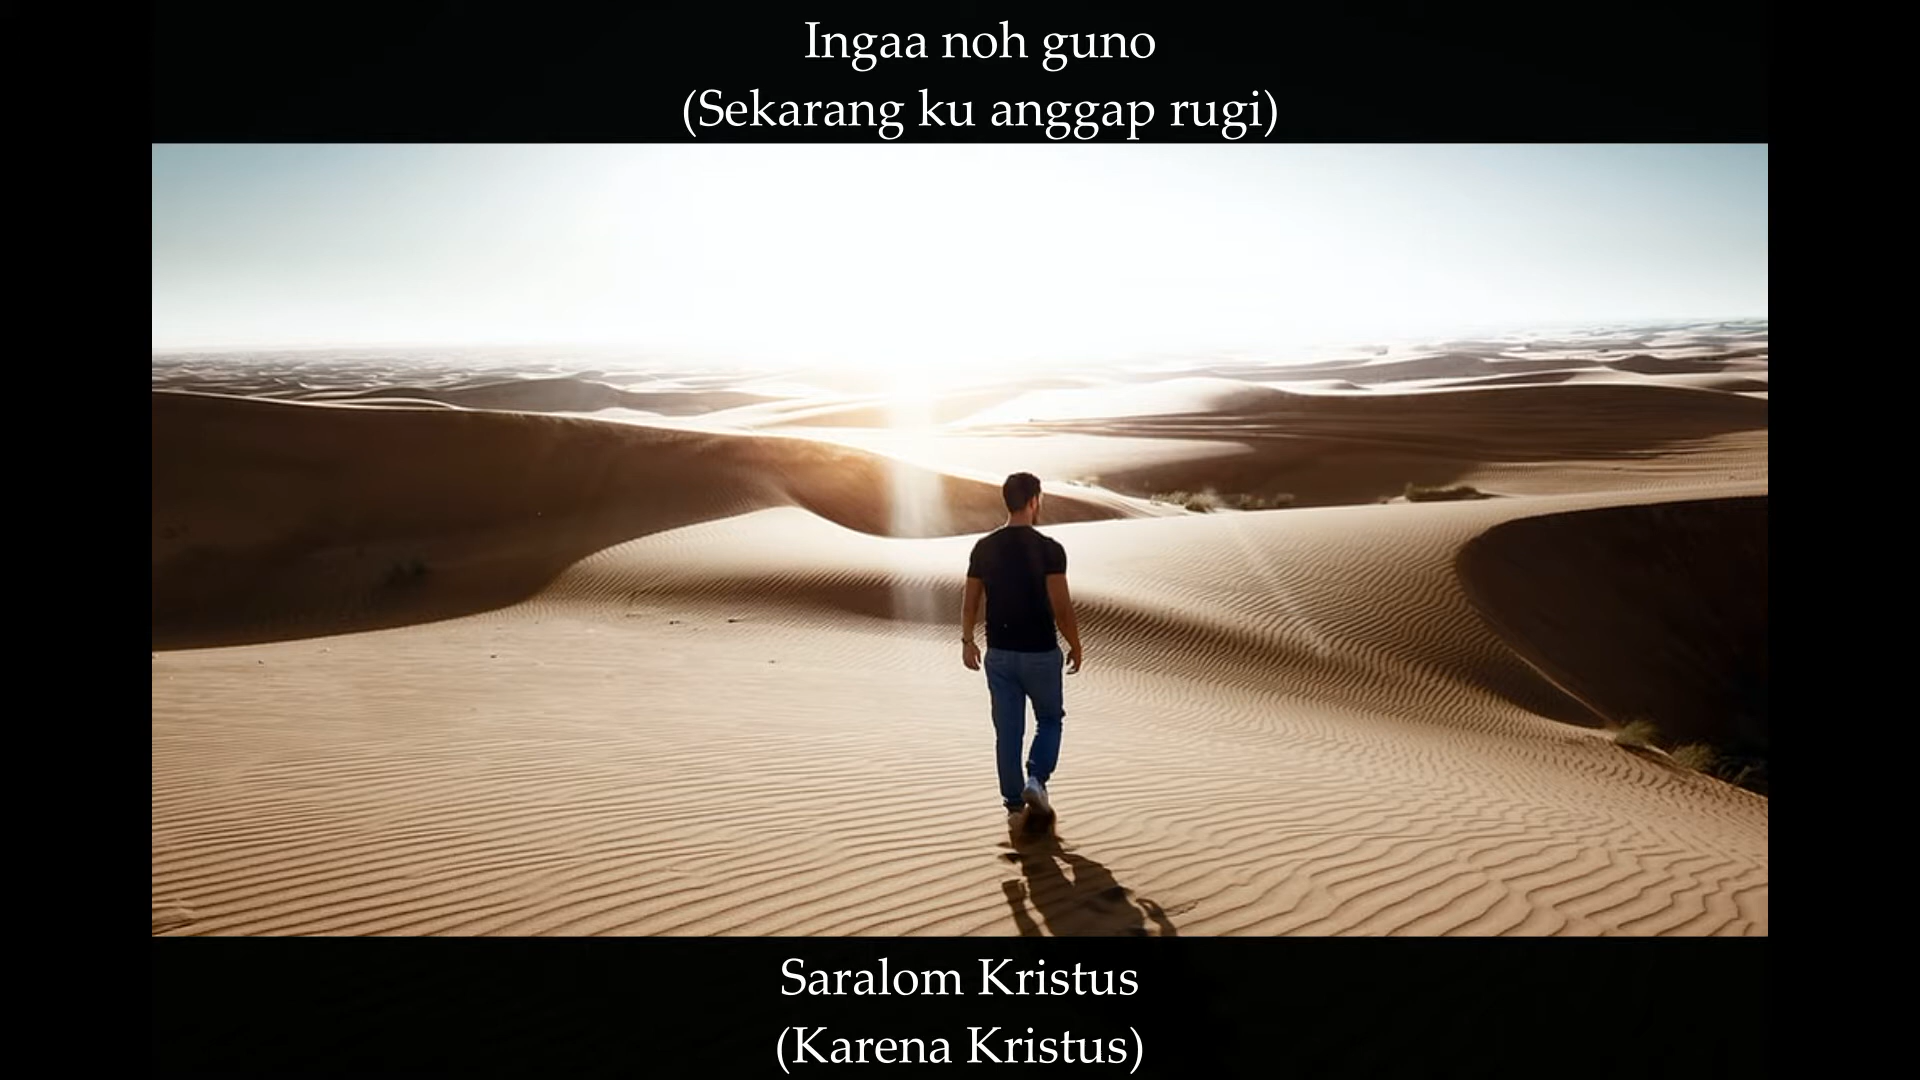 Ingaa noh guno
(Sekarang ku anggap rugi)
Saralom Kristus
(Karena Kristus)